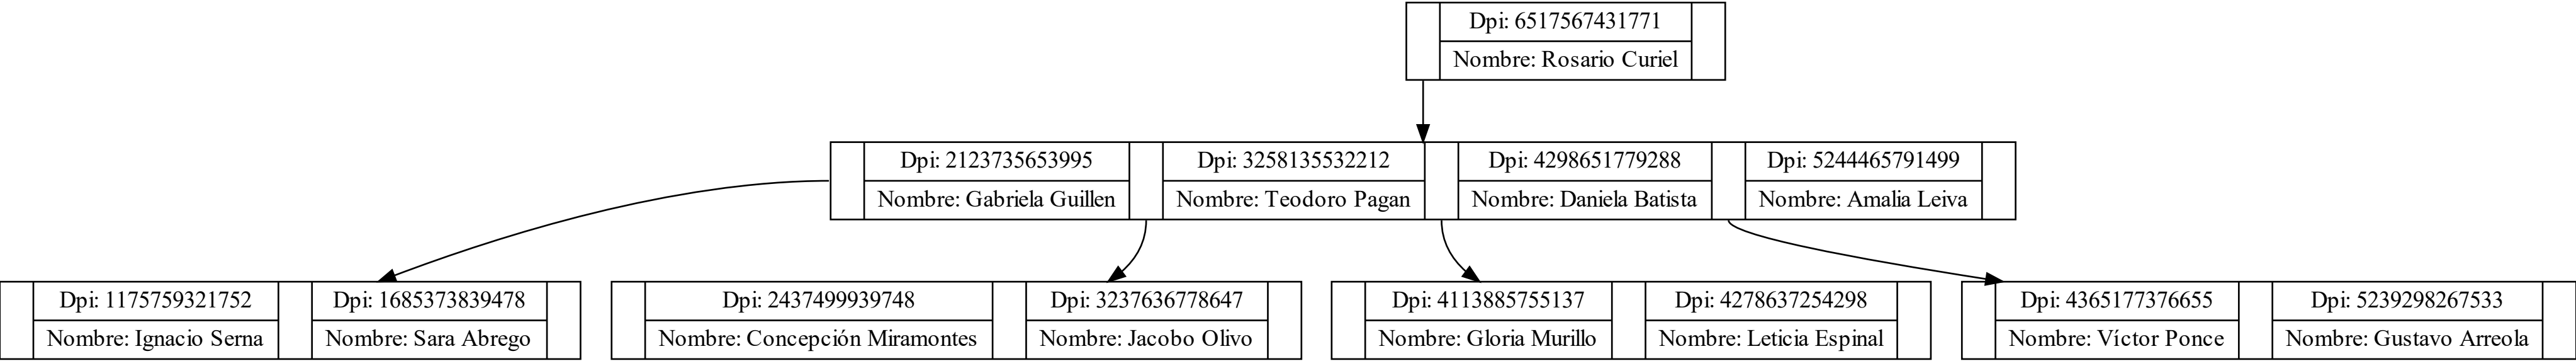 Dpi: 6517567431771
Nombre: Rosario Curiel
Dpi: 2123735653995
Nombre: Gabriela Guillen
Dpi: 3258135532212
Nombre: Teodoro Pagan
Dpi: 4298651779288
Nombre: Daniela Batista
Dpi: 5244465791499
Nombre: Amalia Leiva
Dpi: 1175759321752
Nombre: Ignacio Serna
Dpi: 1685373839478
Nombre: Sara Abrego
Dpi: 2437499939748
Nombre: Concepción Miramontes
Dpi: 3237636778647
Nombre: Jacobo Olivo
Dpi: 4113885755137
Nombre: Gloria Murillo
Dpi: 4278637254298
Nombre: Leticia Espinal
Dpi: 4365177376655
Nombre: Víctor Ponce
Dpi: 5239298267533
Nombre: Gustavo Arreola